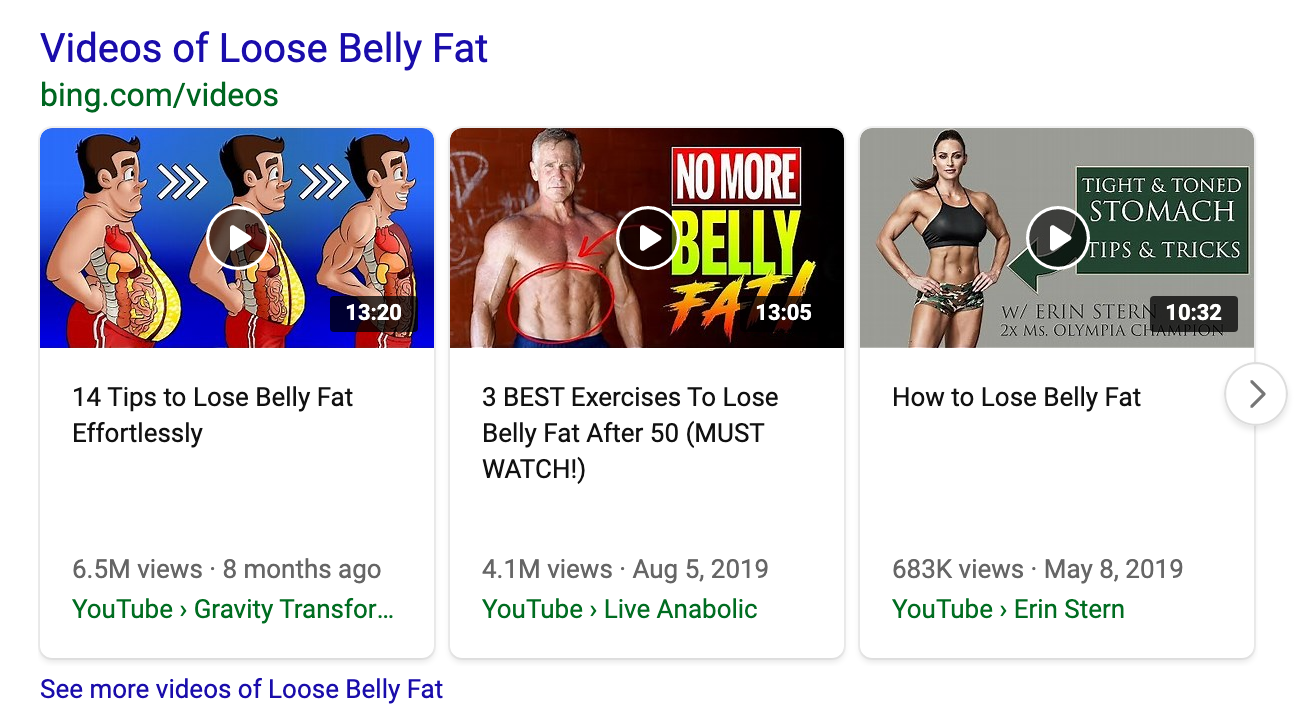 Videos of Loose Belly Fat
bing.com/videos
13:20
NO MORE
BELLY
FAT!
13:05
TIGHT & TONED
STOMACH
TIPS & TRICKS
W/ ERIN STERN
2X MS. OLYMPIA CHAMPION
10:32
14 Tips to Lose Belly Fat
Effortlessly
6.5M views · 8 months ago
YouTube › Gravity Transfor...
3 BEST Exercises To Lose
Belly Fat After 50 (MUST
WATCH!)
4.1M views · Aug 5, 2019
YouTube › Live Anabolic
How to Lose Belly Fat
683K views · May 8, 2019
YouTube › Erin Stern
See more videos of Loose Belly Fat